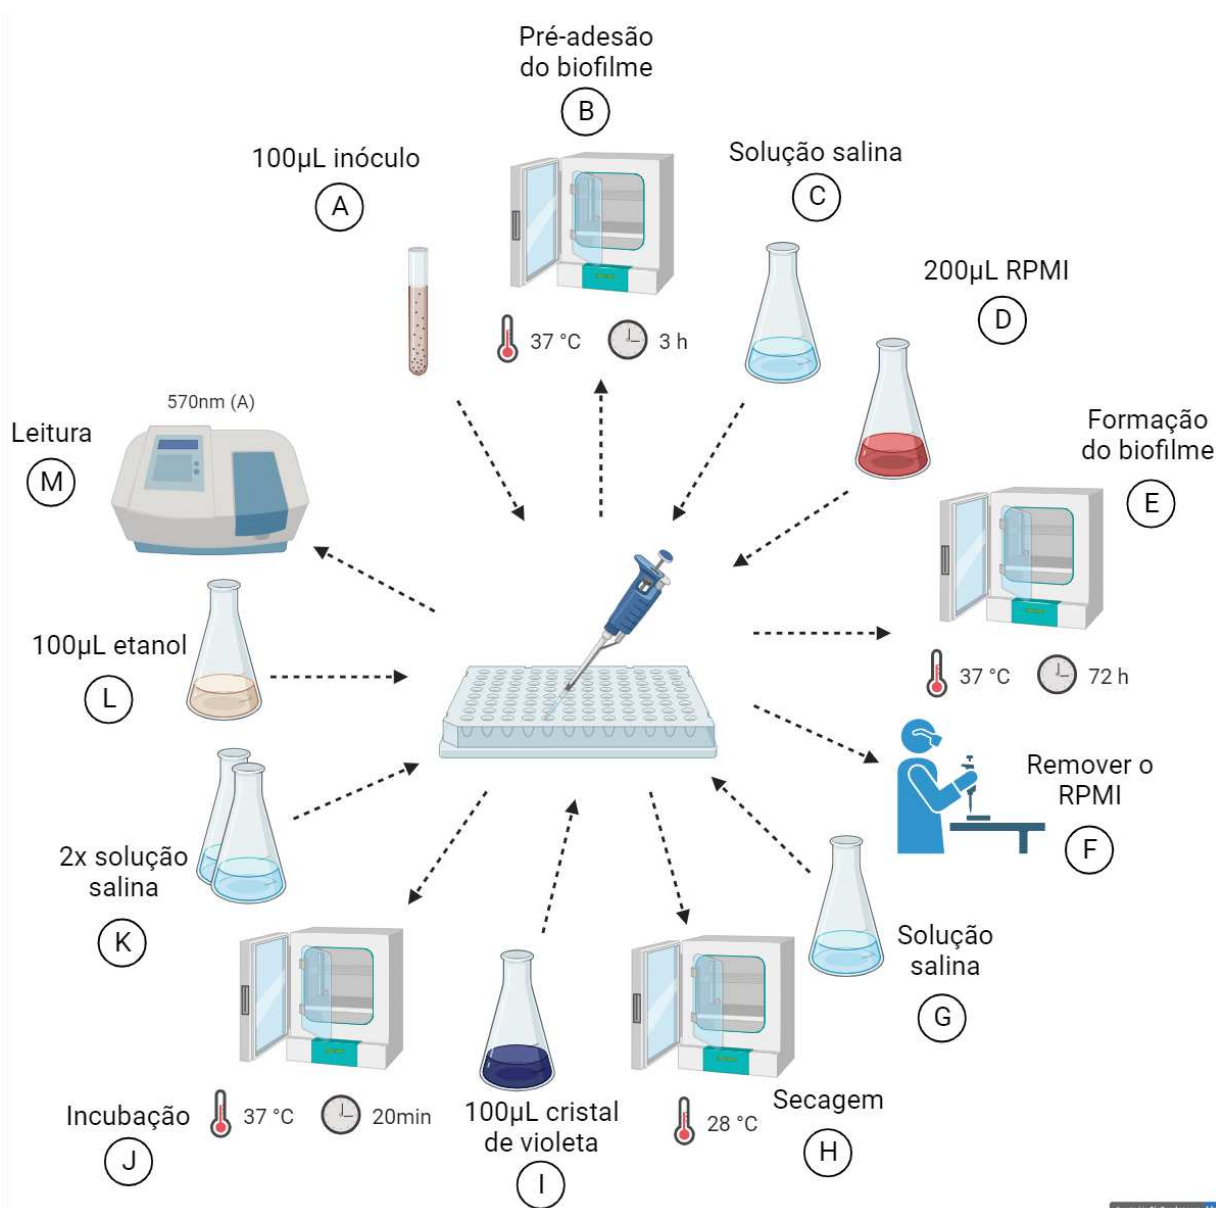 Pré-adesão
do biofilme
B
100µL inóculo
A
Solução salina
C
200µL RPMI
D
37 °C
3 h
570nm (A)
Leitura
M
Formação
do biofilme
E
37 °C
72 h
100µL etanol
L
Remover o
RPMI
F
2x solução
salina
K
Solução
salina
G
Secagem
28 °C
H
100µL cristal
de violeta
I
Incubação
37 °C
20min
J